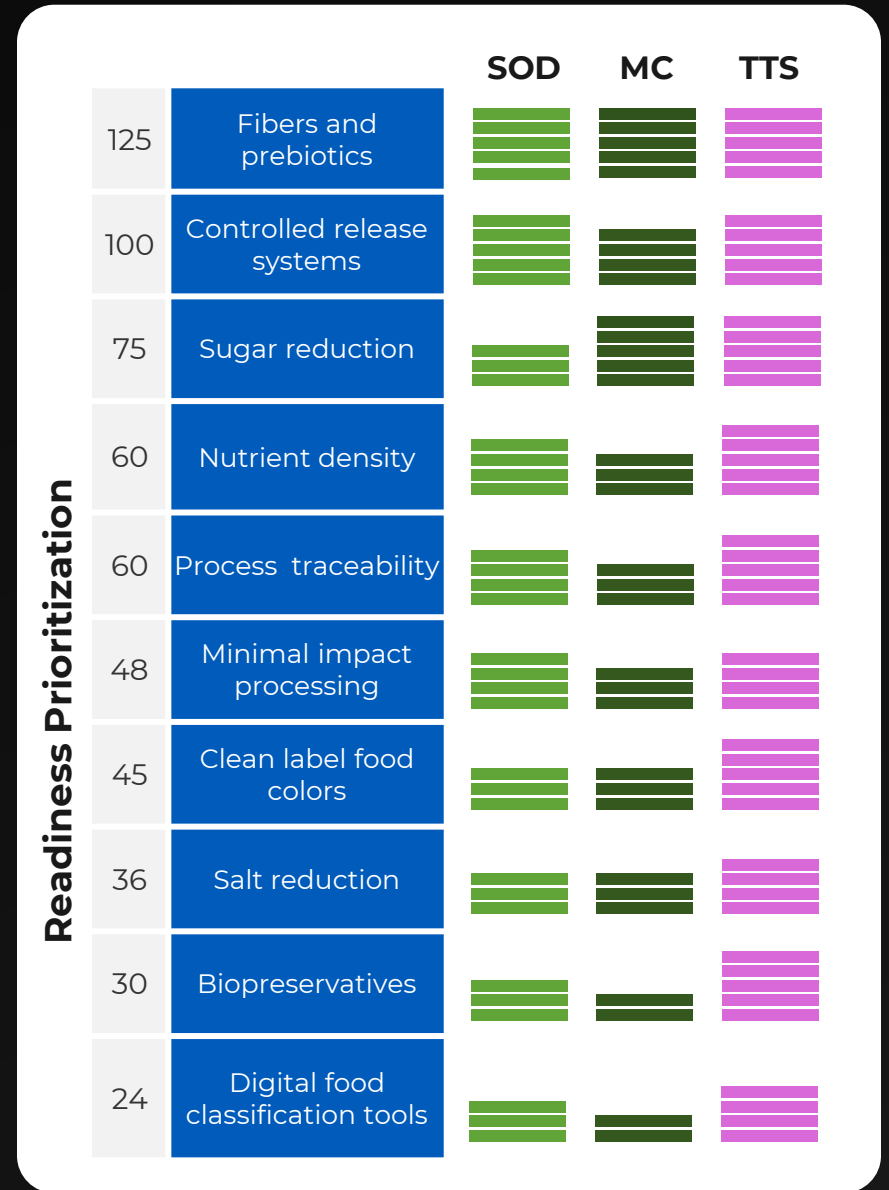 SOD MC TTS
125
Fibers and
prebiotics
100
Controlled release
systems
75
Sugar reduction
60
Nutrient density
60
Process  traceability
48
Minimal impact
processing
45
Clean label food
colors
36
Salt reduction
30
Biopreservatives
24
Digital food
classification tools
Readiness Prioritization